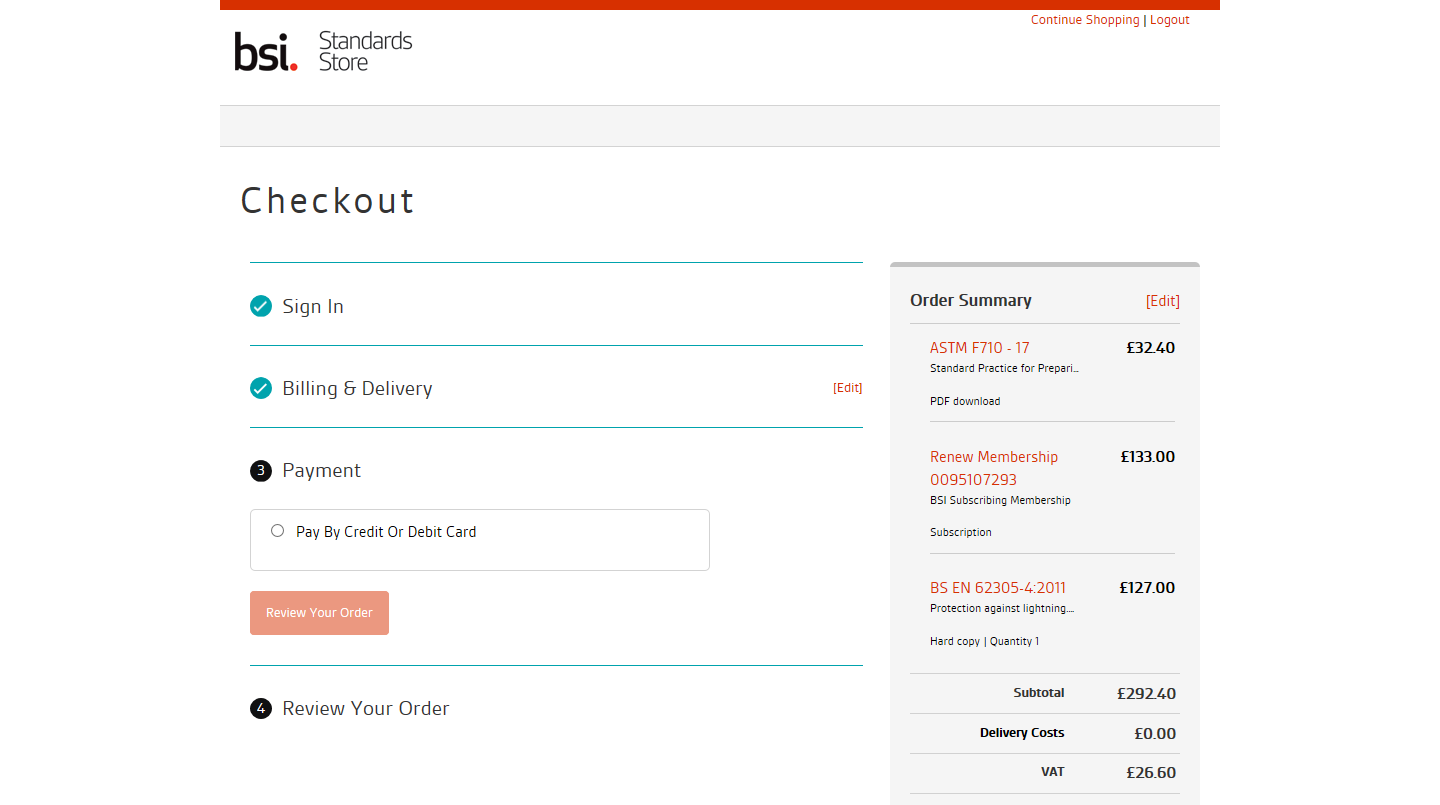 Continue Shopping | Logout
bsi. Standards
Store
Checkout
Sign In
Billing & Delivery [Edit]
3 Payment
Pay By Credit Or Debit Card
Review Your Order
4 Review Your Order
Order Summary [Edit]
ASTM F710 - 17 £32.40
Standard Practice for Prepari...
PDF download
Renew Membership £133.00
0095107293
BSI Subscribing Membership
Subscription
BS EN 62305-4:2011 £127.00
Protection against lightning....
Hard copy | Quantity 1
Subtotal £292.40
Delivery Costs £0.00
VAT £26.60